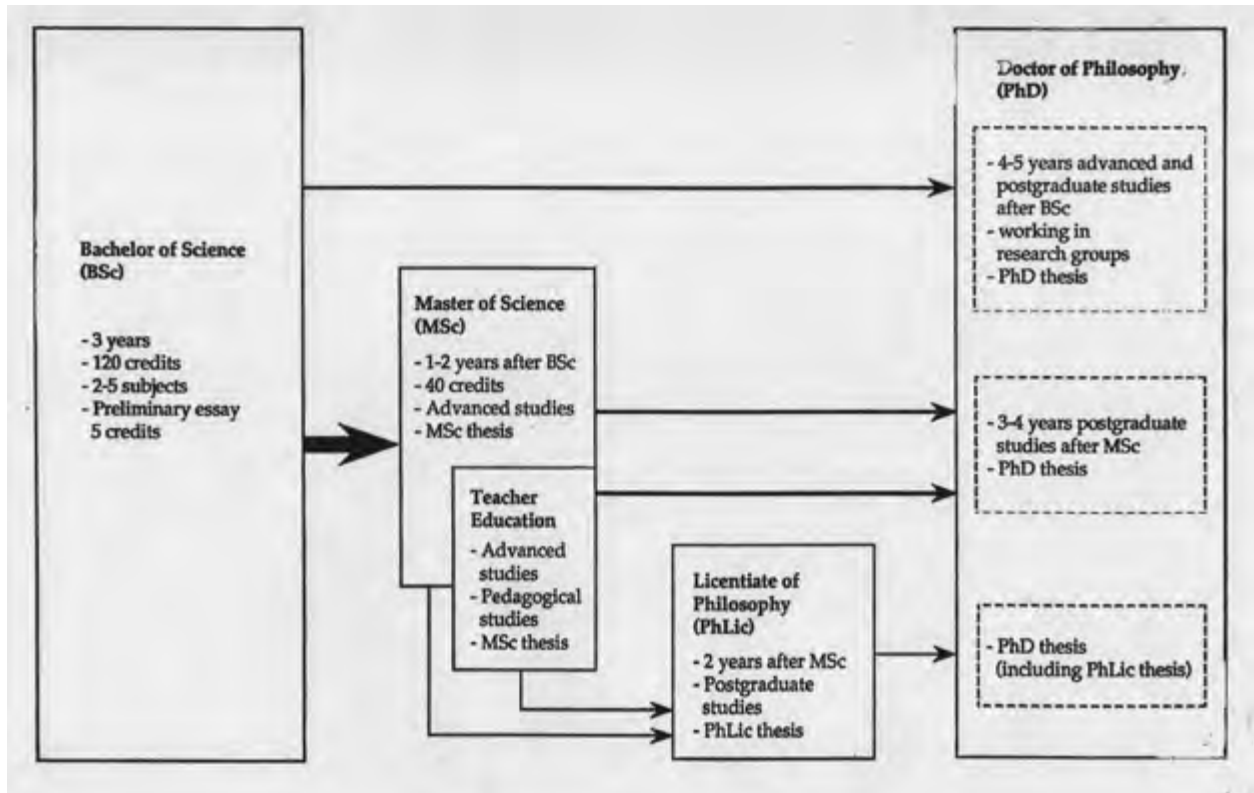 Bachelor of Science
(BSc)
- 3 years
- 120 credits
- 2-5 subjects
- Preliminary essay
5 credits
Master of Science
(MSc)
- 1-2 years after BSc
- 40 credits
- Advanced studies
- MSc thesis
Teacher
Education
- Advanced
studies
- Pedagogical
studies
- MSc thesis
Licentiate of
Philosophy
(PhLic)
- 2 years after MSc
- Postgraduate
studies
- PhLic thesis
Doctor of Philosophy
(PhD)
- 4-5 years advanced and
postgraduate studies
after BSc
- working in
research groups
- PhD thesis
- 3-4 years postgraduate
studies after MSc
- PhD thesis
- PhD thesis
(including PhLic thesis)